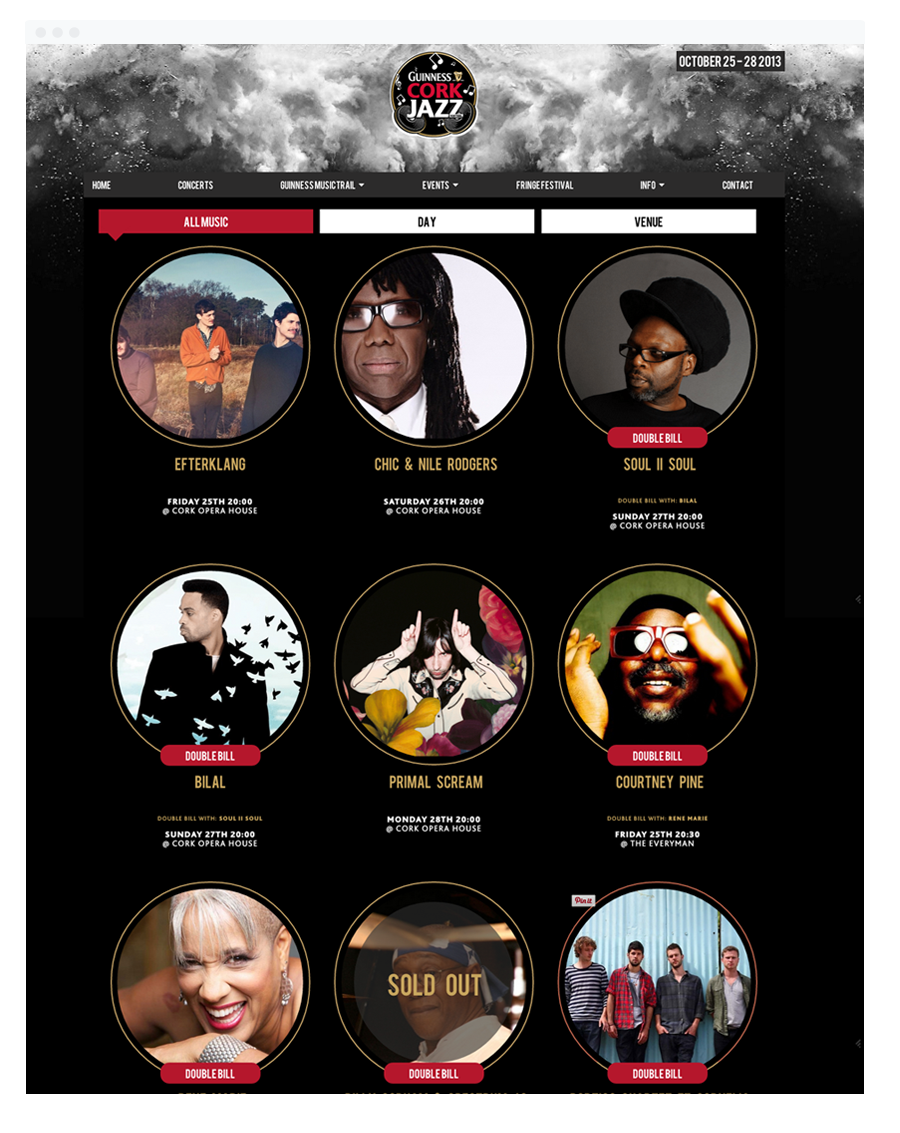 OCTOBER 25 - 28 2013
GUINNESS
CORK
JAZZ
HOME CONCERTS GUINNESS MUSIC TRAIL EVENTS FRINGE FESTIVAL INFO CONTACT
ALL MUSIC DAY VENUE
DOUBLE BILL
EFTERKLANG CHIC & NILE RODGERS SOUL II SOUL
DOUBLE BILL WITH: BILAL
FRIDAY 25TH 20:00 SATURDAY 26TH 20:00 SUNDAY 27TH 20:00
@ CORK OPERA HOUSE @ CORK OPERA HOUSE @ CORK OPERA HOUSE
DOUBLE BILL DOUBLE BILL
BILAL PRIMAL SCREAM COURTNEY PINE
DOUBLE BILL WITH: SOUL II SOUL DOUBLE BILL WITH: RENE MARIE
SUNDAY 27TH 20:00 MONDAY 28TH 20:00 FRIDAY 25TH 20:30
@ CORK OPERA HOUSE @ CORK OPERA HOUSE @ THE EVERYMAN
Pin it
SOLD OUT
DOUBLE BILL DOUBLE BILL DOUBLE BILL